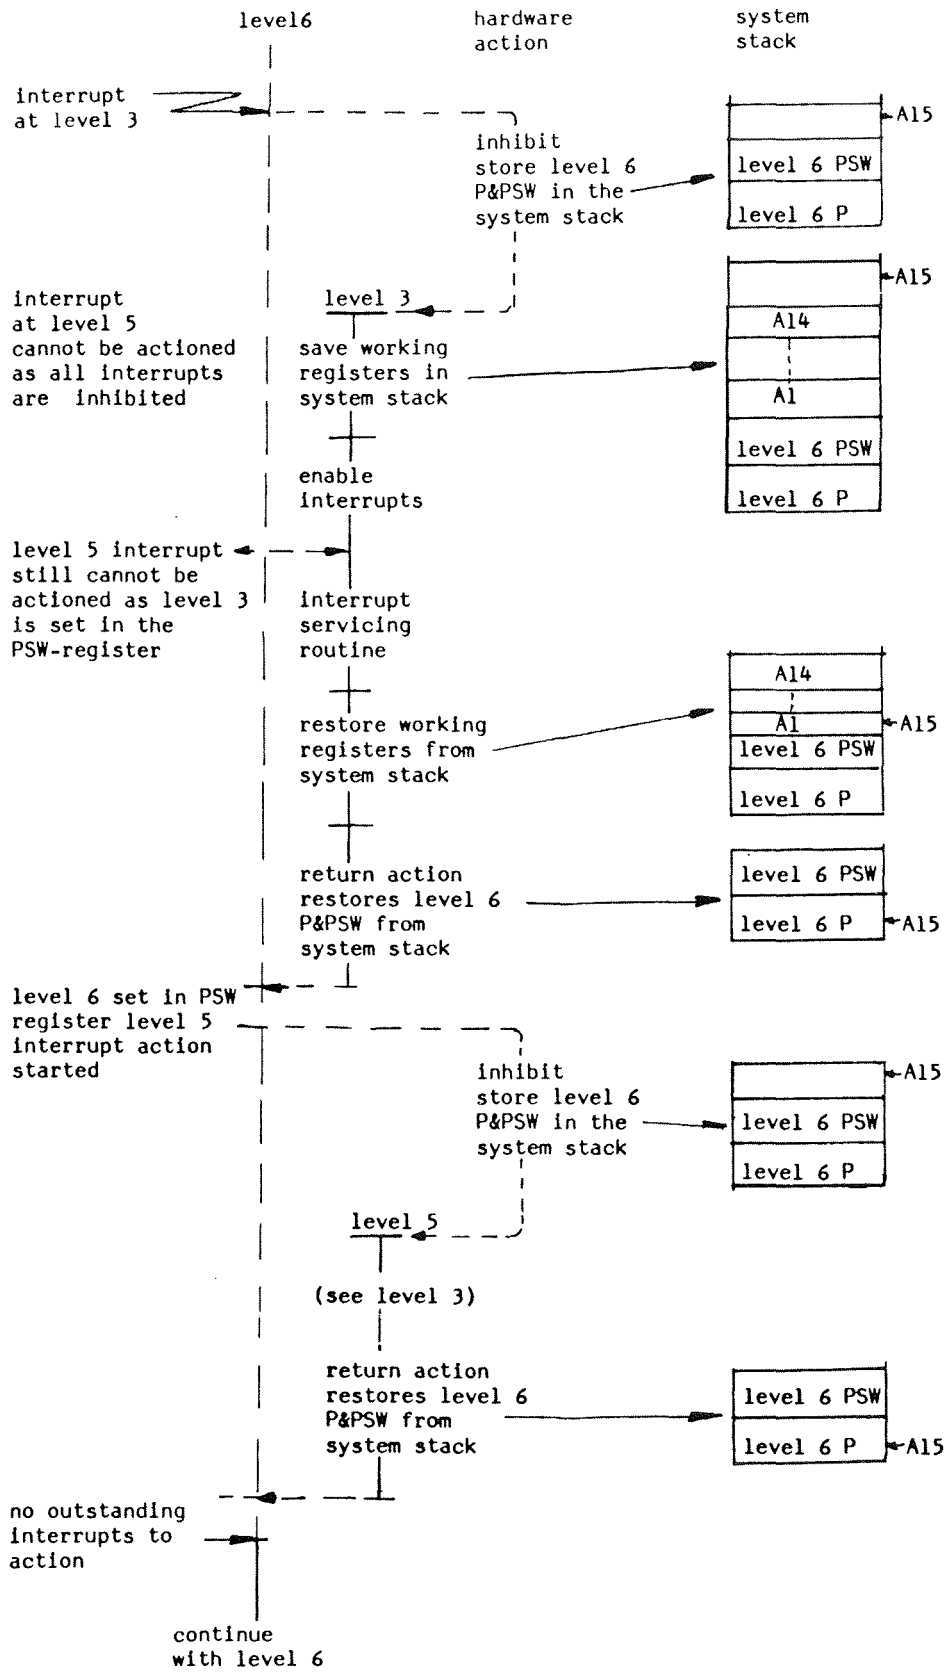 level6
hardware
action
system
stack
interrupt
at level 3
inhibit
store level 6
P&PSW in the
system stack
A15
level 6 PSW
level 6 P
interrupt
at level 5
cannot be actioned
as all interrupts
are inhibited
level 3
save working
registers in
system stack
A15
A14
A1
level 6 PSW
level 6 P
enable
interrupts
level 5 interrupt
still cannot be
actioned as level 3
is set in the
PSW-register
interrupt
servicing
routine
restore working
registers from
system stack
A14
A1
A15
level 6 PSW
level 6 P
return action
restores level 6
P&PSW from
system stack
level 6 PSW
level 6 P
A15
level 6 set in PSW
register level 5
interrupt action
started
inhibit
store level 6
P&PSW in the
system stack
A15
level 6 PSW
level 6 P
level 5
(see level 3)
return action
restores level 6
P&PSW from
system stack
level 6 PSW
level 6 P
A15
no outstanding
interrupts to
action
continue
with level 6